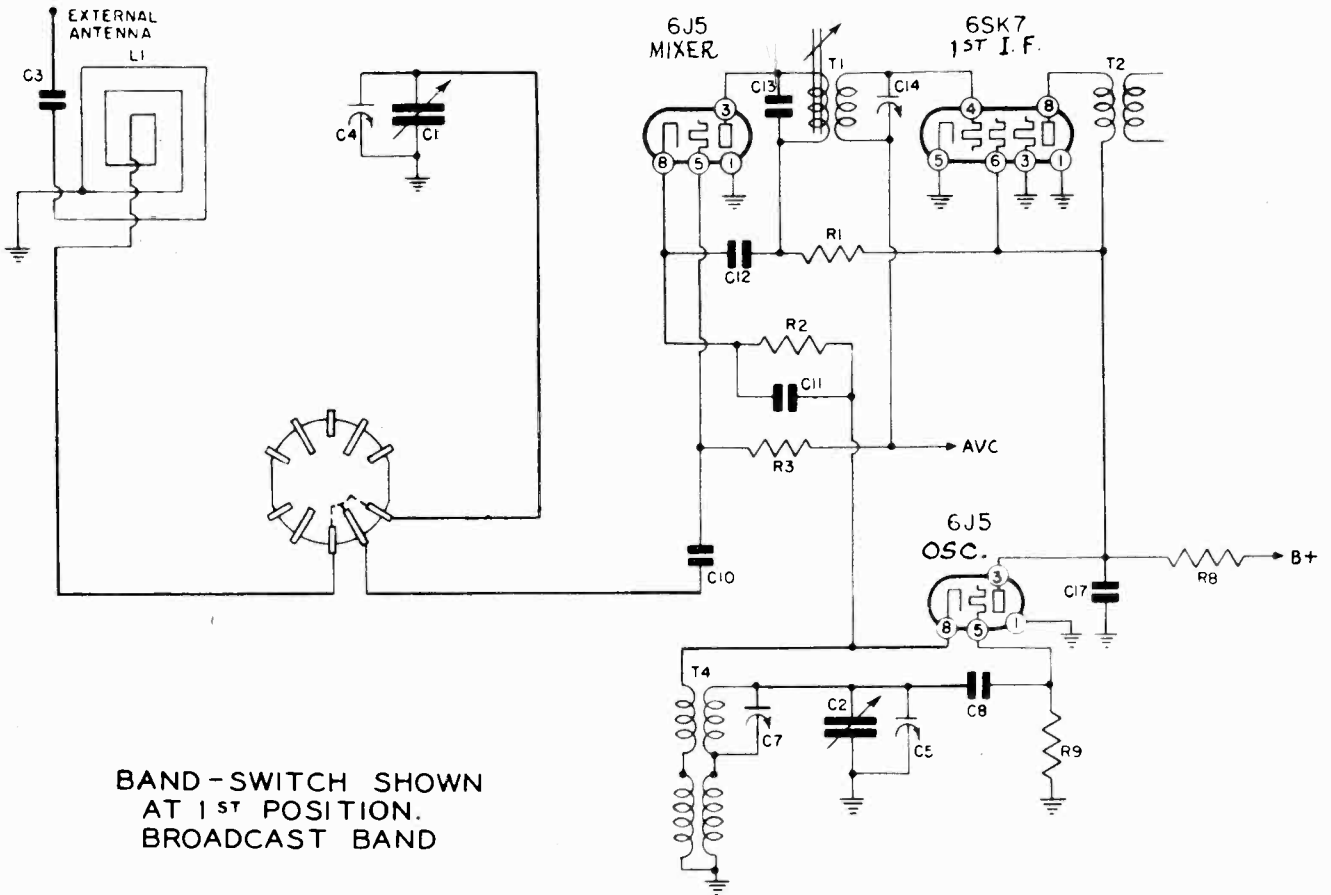 EXTERNAL
ANTENNA
L1
C3
C4
C1
6J5
MIXER
3
8
5
1
C13
T1
C14
6SK7
1ST I.F.
4
8
5
6
3
1
T2
C12
R1
R2
C11
R3
AVC
C10
6J5
OSC.
3
8
5
1
C17
R8
B+
T4
C7
C2
C5
C8
R9
BAND-SWITCH SHOWN
AT 1ST POSITION.
BROADCAST BAND